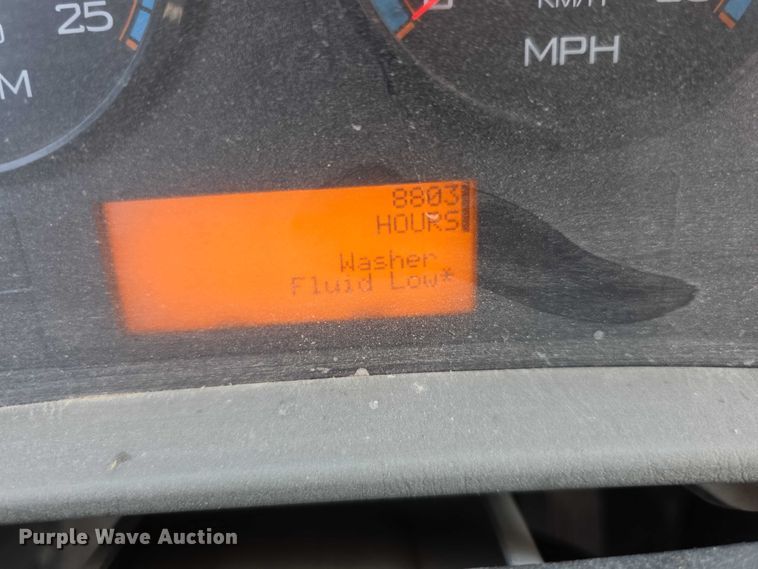 25
KM/H
M
MPH
8803
HOURS
Washer
Fluid Low*
Purple Wave Auction